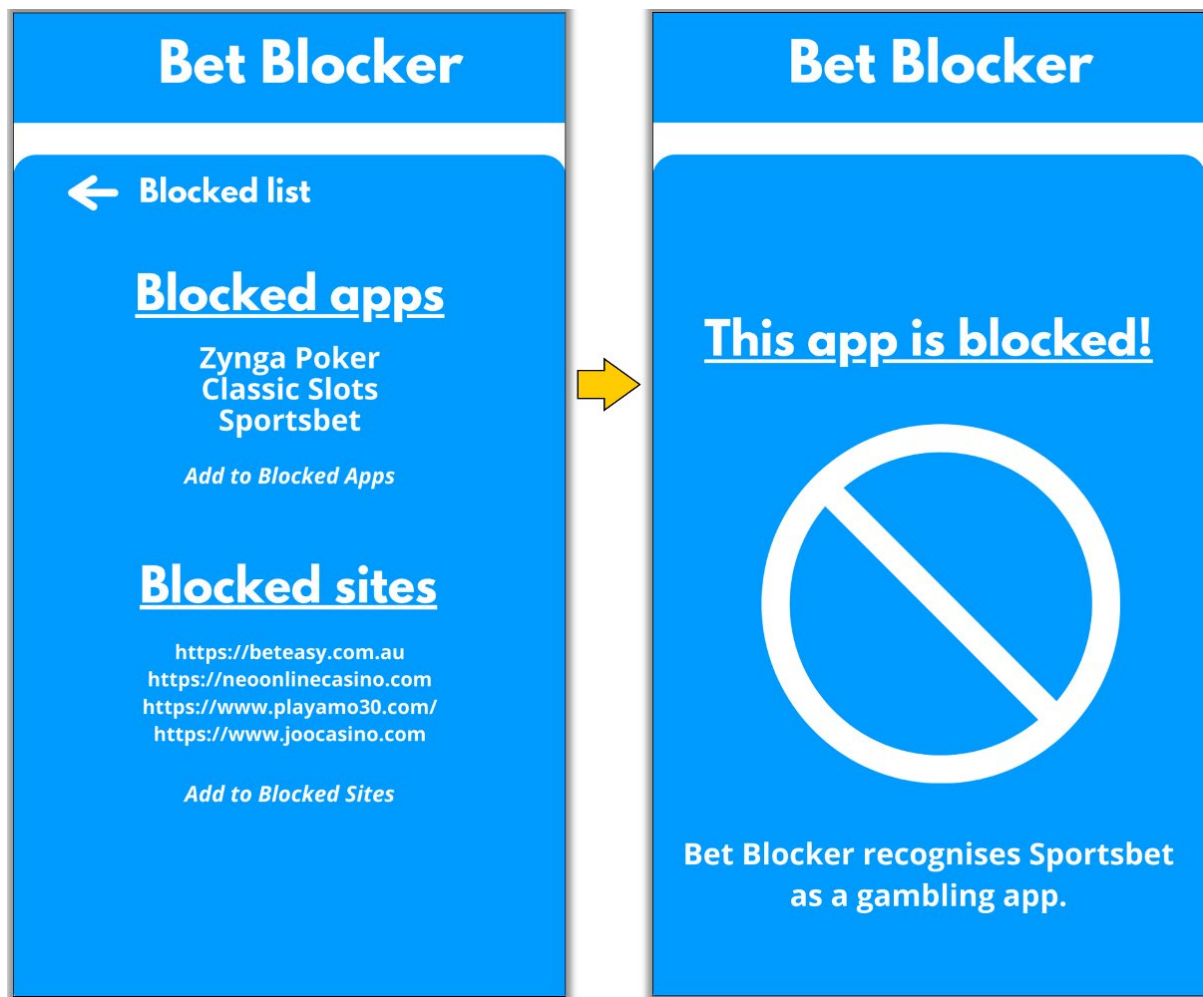 Bet Blocker
Blocked list
Blocked apps
Zynga Poker
Classic Slots
Sportsbet
Add to Blocked Apps
Blocked sites
https://beteasy.com.au
https://neoonlinecasino.com
https://www.playamo30.com/
https://www.joocasino.com
Add to Blocked Sites
Bet Blocker
This app is blocked!
Bet Blocker recognises Sportsbet
as a gambling app.